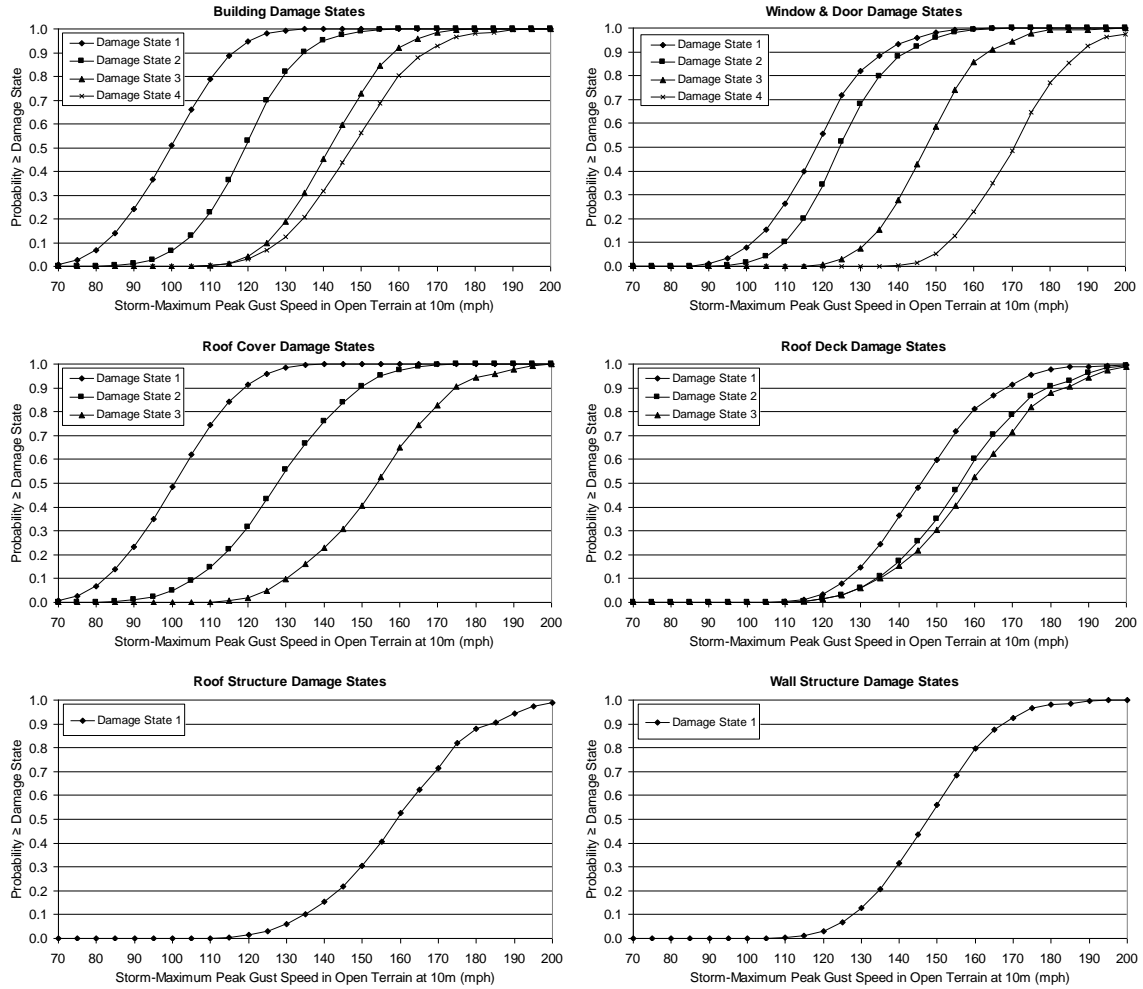 Building Damage States
Probability ≥ Damage State
1.0
0.9
0.8
0.7
0.6
0.5
0.4
0.3
0.2
0.1
0.0
Damage State 1
Damage State 2
Damage State 3
Damage State 4
70 80 90 100 110 120 130 140 150 160 170 180 190 200
Storm-Maximum Peak Gust Speed in Open Terrain at 10m (mph)
Window & Door Damage States
Probability ≥ Damage State
1.0
0.9
0.8
0.7
0.6
0.5
0.4
0.3
0.2
0.1
0.0
Damage State 1
Damage State 2
Damage State 3
Damage State 4
70 80 90 100 110 120 130 140 150 160 170 180 190 200
Storm-Maximum Peak Gust Speed in Open Terrain at 10m (mph)
Roof Cover Damage States
Probability ≥ Damage State
1.0
0.9
0.8
0.7
0.6
0.5
0.4
0.3
0.2
0.1
0.0
Damage State 1
Damage State 2
Damage State 3
70 80 90 100 110 120 130 140 150 160 170 180 190 200
Storm-Maximum Peak Gust Speed in Open Terrain at 10m (mph)
Roof Deck Damage States
Probability ≥ Damage State
1.0
0.9
0.8
0.7
0.6
0.5
0.4
0.3
0.2
0.1
0.0
Damage State 1
Damage State 2
Damage State 3
70 80 90 100 110 120 130 140 150 160 170 180 190 200
Storm-Maximum Peak Gust Speed in Open Terrain at 10m (mph)
Roof Structure Damage States
Probability ≥ Damage State
1.0
0.9
0.8
0.7
0.6
0.5
0.4
0.3
0.2
0.1
0.0
Damage State 1
70 80 90 100 110 120 130 140 150 160 170 180 190 200
Storm-Maximum Peak Gust Speed in Open Terrain at 10m (mph)
Wall Structure Damage States
Probability ≥ Damage State
1.0
0.9
0.8
0.7
0.6
0.5
0.4
0.3
0.2
0.1
0.0
Damage State 1
70 80 90 100 110 120 130 140 150 160 170 180 190 200
Storm-Maximum Peak Gust Speed in Open Terrain at 10m (mph)